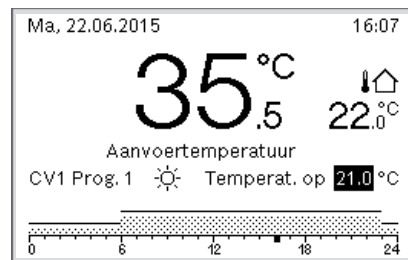 Ma, 22.06.2015 16:07
35.5 °C
22.0 °C
Aanvoertemperatuur
CV1 Prog. 1 Temperat. op 21.0 °C
0 6 12 18 24